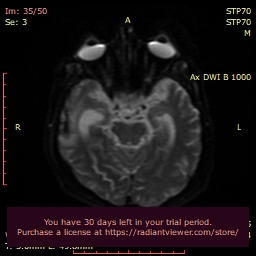 Im: 35/50
Se: 3
A
STP70
STP70
M
Ax DWI B 1000
R
L
You have 30 days left in your trial period.
Purchase a license at https://radiantviewer.com/store/